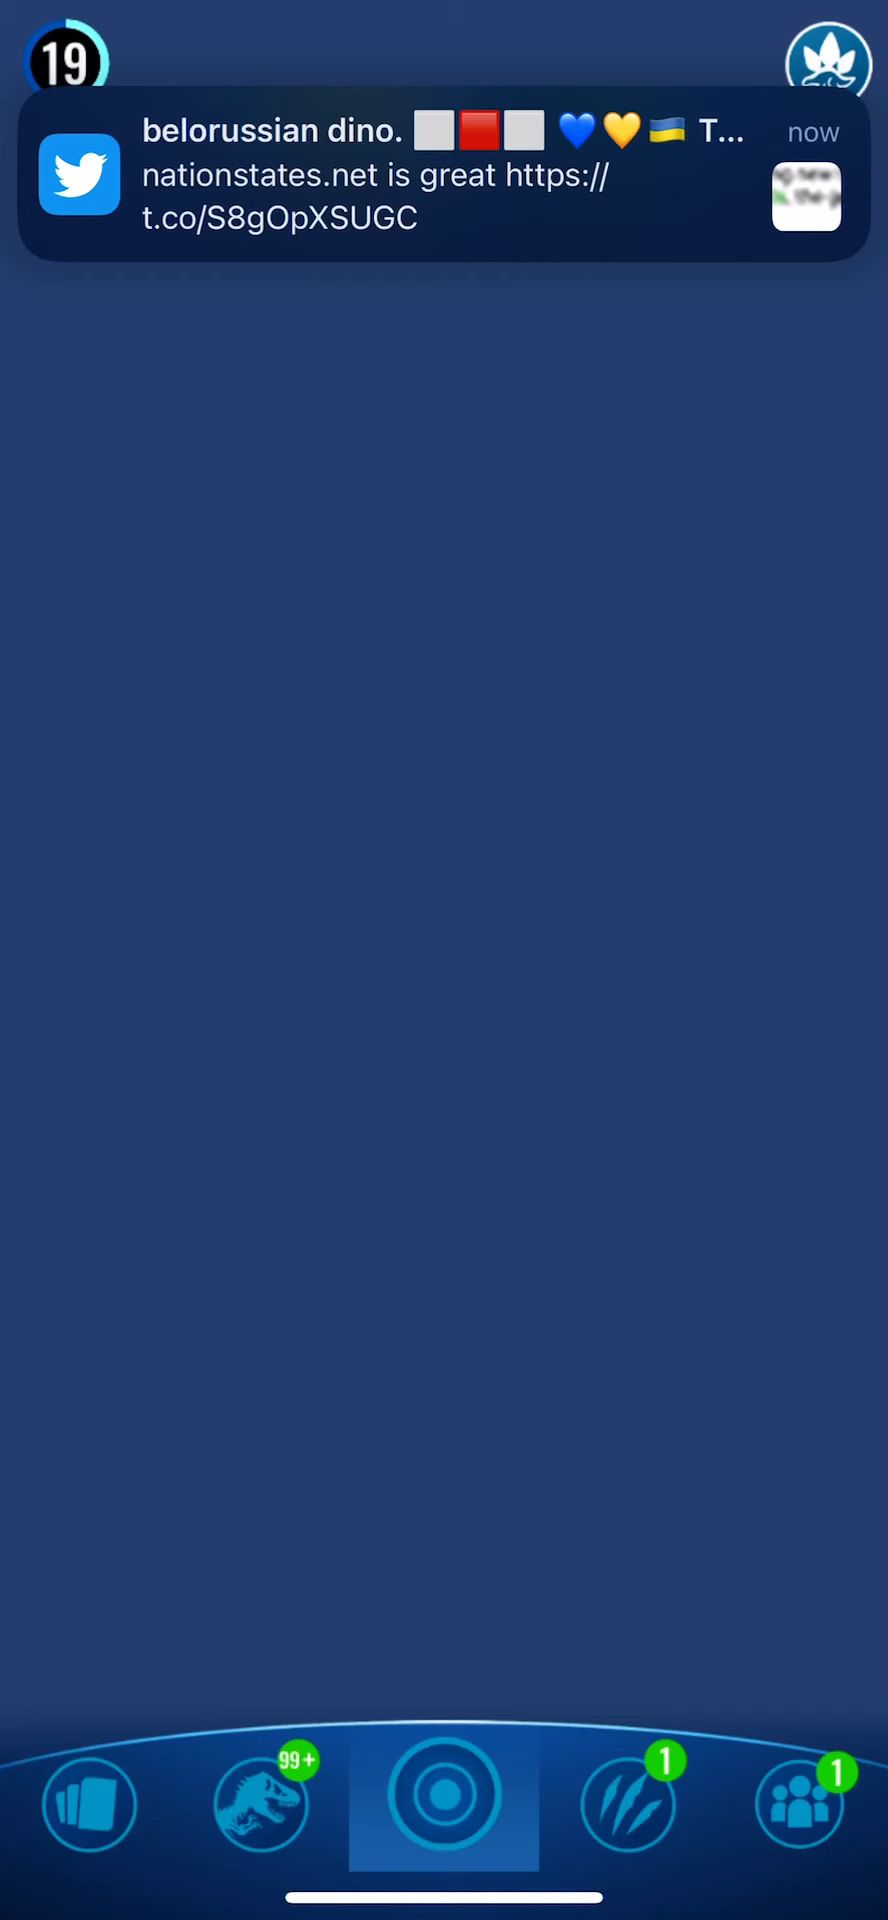 19
belorussian dino. ⬜🟥⬜ 💙💛🇺🇦 T... now
nationstates.net is great https://
t.co/S8gOpXSUGC
99+
1
1